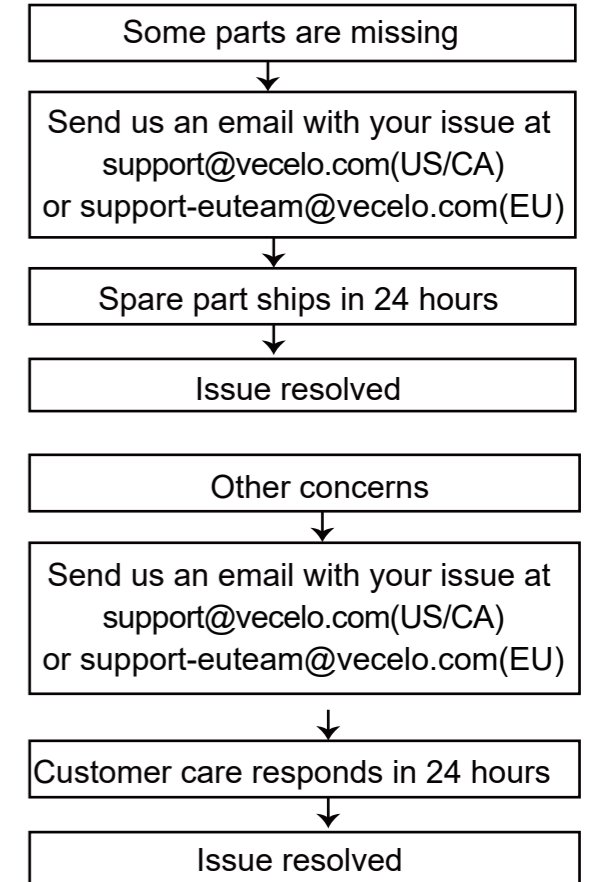 Some parts are missing
Send us an email with your issue at
support@vecelo.com(US/CA)
or support-euteam@vecelo.com(EU)
Spare part ships in 24 hours
Issue resolved
Other concerns
Send us an email with your issue at
support@vecelo.com(US/CA)
or support-euteam@vecelo.com(EU)
Customer care responds in 24 hours
Issue resolved